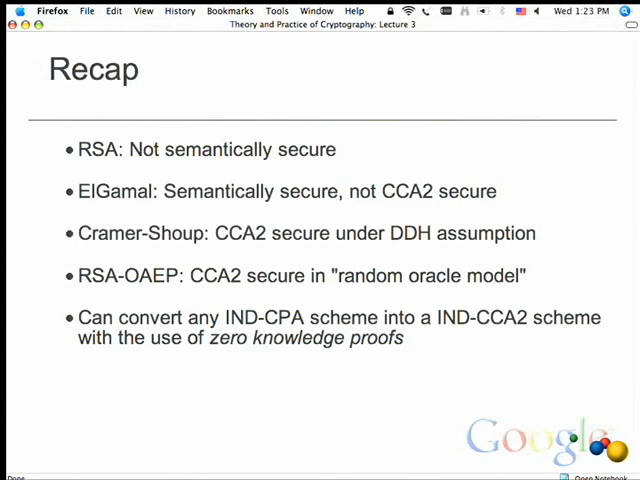 Firefox File Edit View History Bookmarks Tools Window Help Wed 1:23 PM
Theory and Practice of Cryptography: Lecture 3
Recap
• RSA: Not semantically secure
• ElGamal: Semantically secure, not CCA2 secure
• Cramer-Shoup: CCA2 secure under DDH assumption
• RSA-OAEP: CCA2 secure in "random oracle model"
• Can convert any IND-CPA scheme into a IND-CCA2 scheme
with the use of zero knowledge proofs
Google
Done
Open Notebook